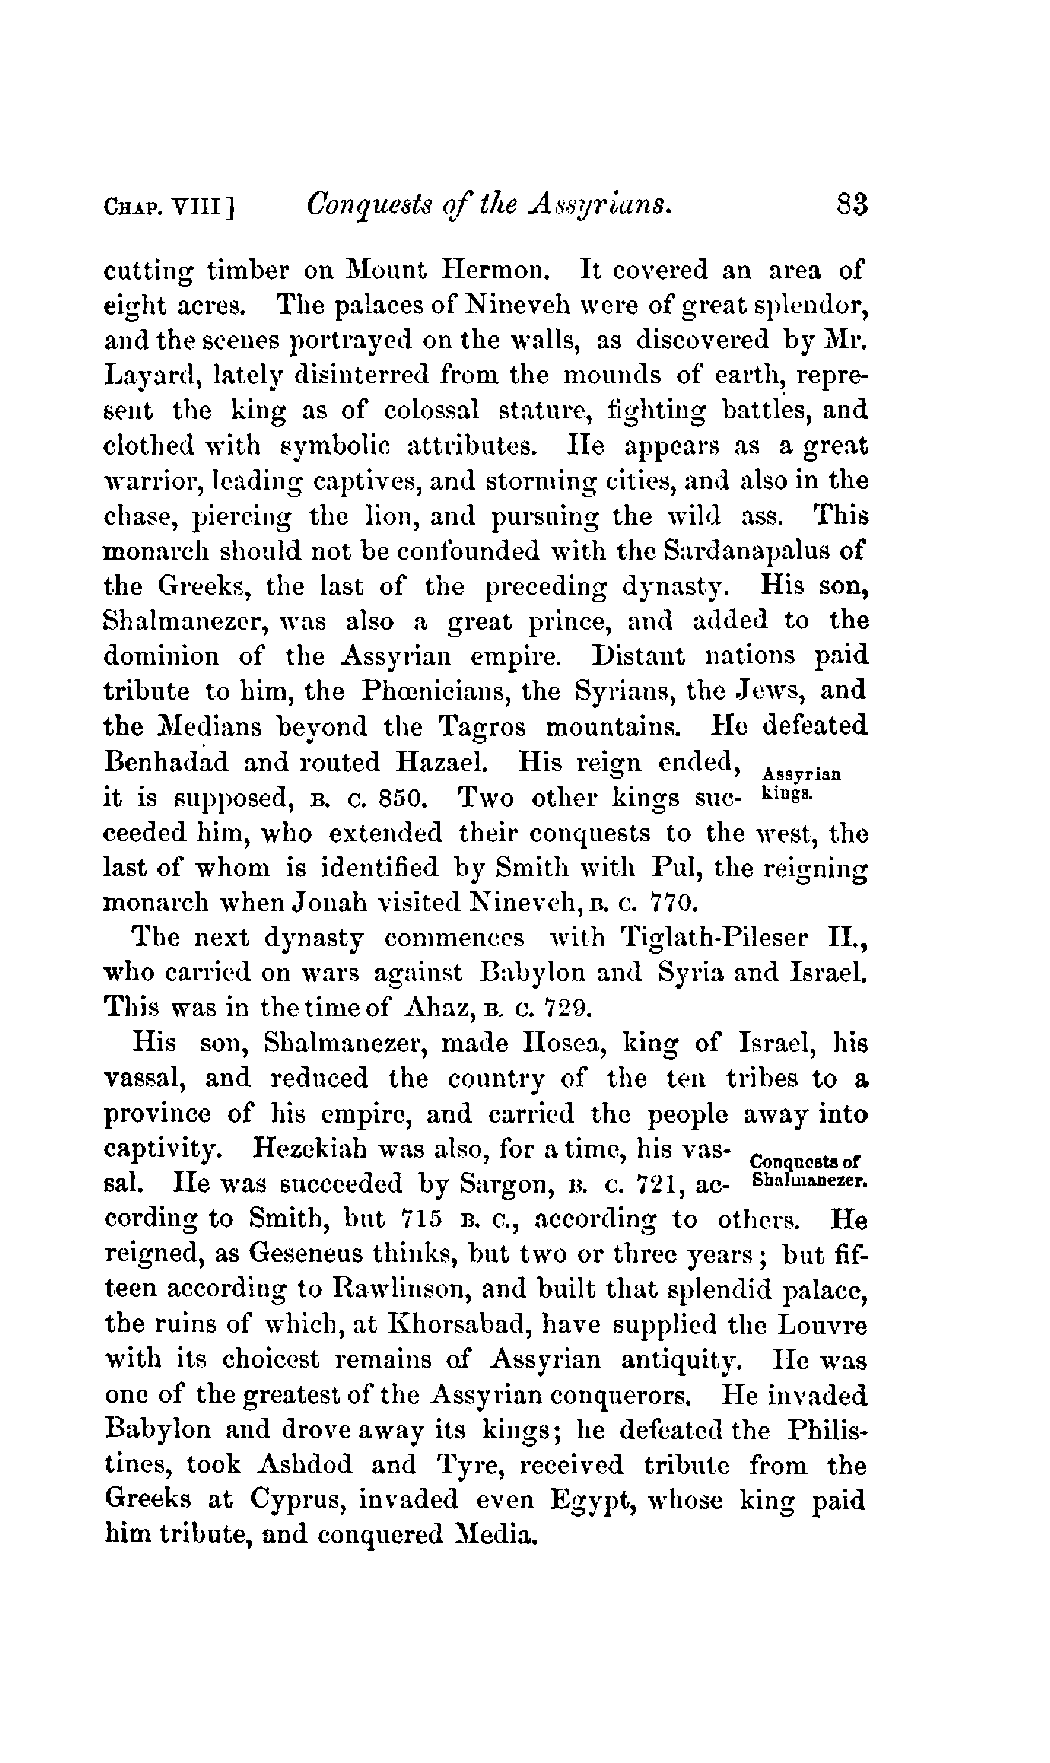 CHAP. VIII] Conquests of the Assyrians. 83
cutting timber on Mount Hermon. It covered an area of
eight acres. The palaces of Nineveh were of great splendor,
and the scenes portrayed on the walls, as discovered by Mr.
Layard, lately disinterred from the mounds of earth, repre-
sent the king as of colossal stature, fighting battles, and
clothed with symbolic attributes. He appears as a great
warrior, leading captives, and storming cities, and also in the
chase, piercing the lion, and pursuing the wild ass. This
monarch should not be confounded with the Sardanapalus of
the Greeks, the last of the preceding dynasty. His son,
Shalmanezer, was also a great prince, and added to the
dominion of the Assyrian empire. Distant nations paid
tribute to him, the Phœnicians, the Syrians, the Jews, and
the Medians beyond the Tagros mountains. He defeated
Benhadad and routed Hazael. His reign ended,
Assyrian
kings.
it is supposed, B. C. 850. Two other kings suc-
ceeded him, who extended their conquests to the west, the
last of whom is identified by Smith with Pul, the reigning
monarch when Jonah visited Nineveh, B. C. 770.
The next dynasty commences with Tiglath-Pileser II.,
who carried on wars against Babylon and Syria and Israel.
This was in the time of Ahaz, B. C. 729.
His son, Shalmanezer, made Hosea, king of Israel, his
vassal, and reduced the country of the ten tribes to a
province of his empire, and carried the people away into
captivity. Hezekiah was also, for a time, his vas-
Conquests of
Shalmanezer.
sal. He was succeeded by Sargon, B. C. 721, ac-
cording to Smith, but 715 B. C., according to others. He
reigned, as Geseneus thinks, but two or three years; but fif-
teen according to Rawlinson, and built that splendid palace,
the ruins of which, at Khorsabad, have supplied the Louvre
with its choicest remains of Assyrian antiquity. He was
one of the greatest of the Assyrian conquerors. He invaded
Babylon and drove away its kings; he defeated the Philis-
tines, took Ashdod and Tyre, received tribute from the
Greeks at Cyprus, invaded even Egypt, whose king paid
him tribute, and conquered Media.